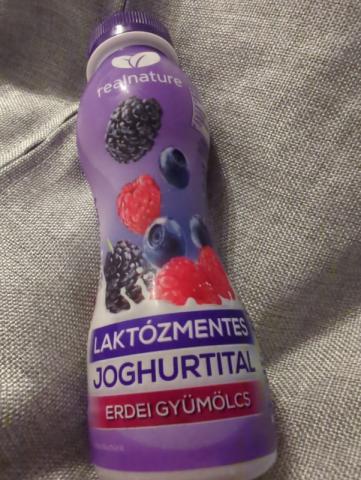 realnature
LAKTÓZMENTES
JOGHURTITAL
ERDEI GYÜMÖLCS